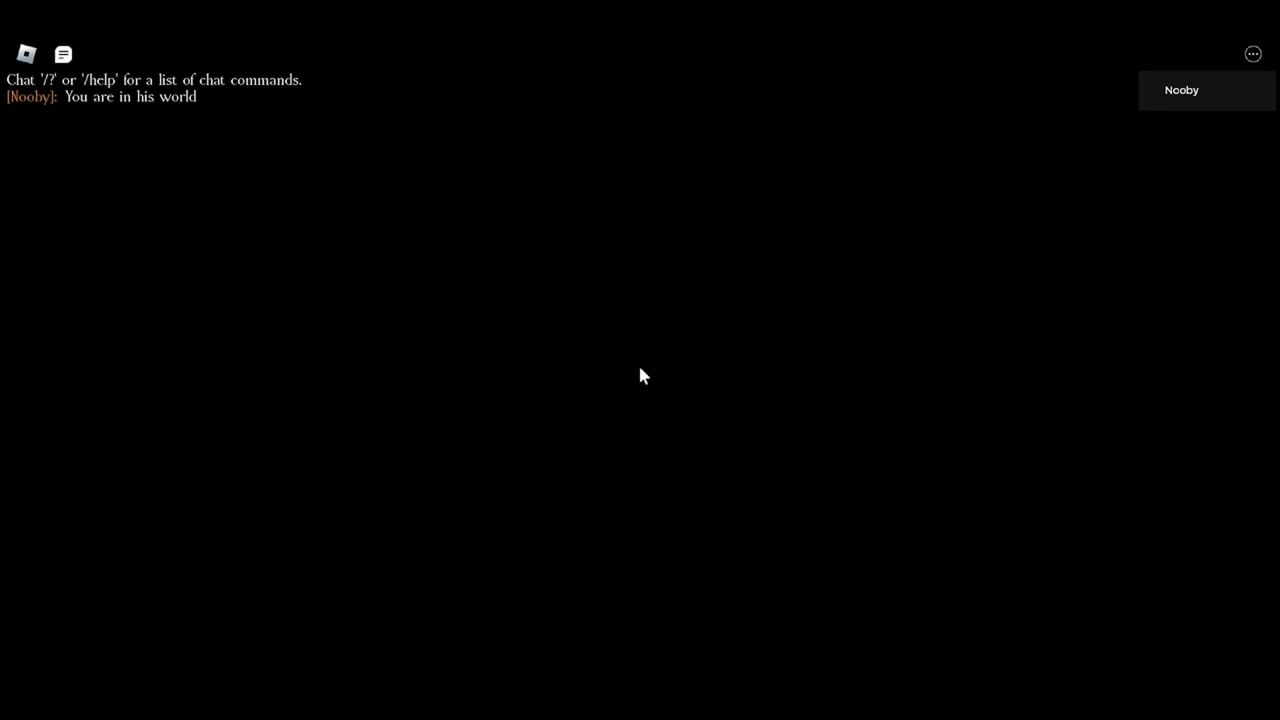 Chat '/?' or '/help' for a list of chat commands.
[Nooby]: You are in his world
Nooby